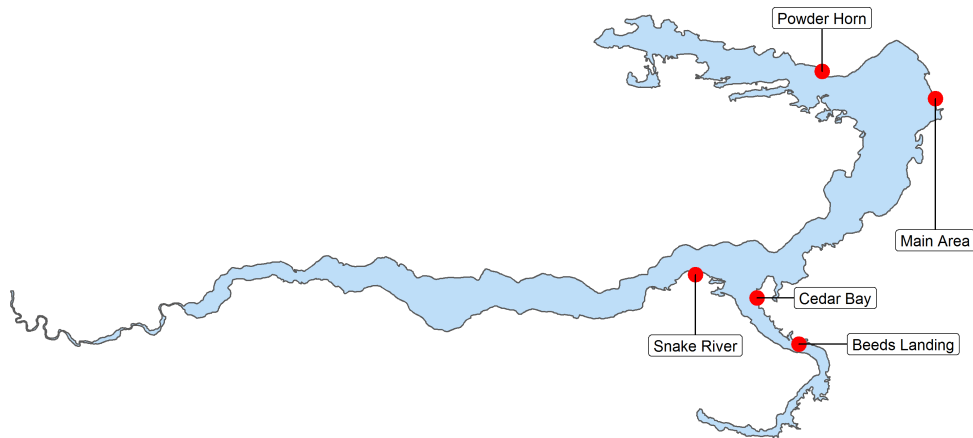 Powder Horn
Main Area
Cedar Bay
Snake River
Beeds Landing